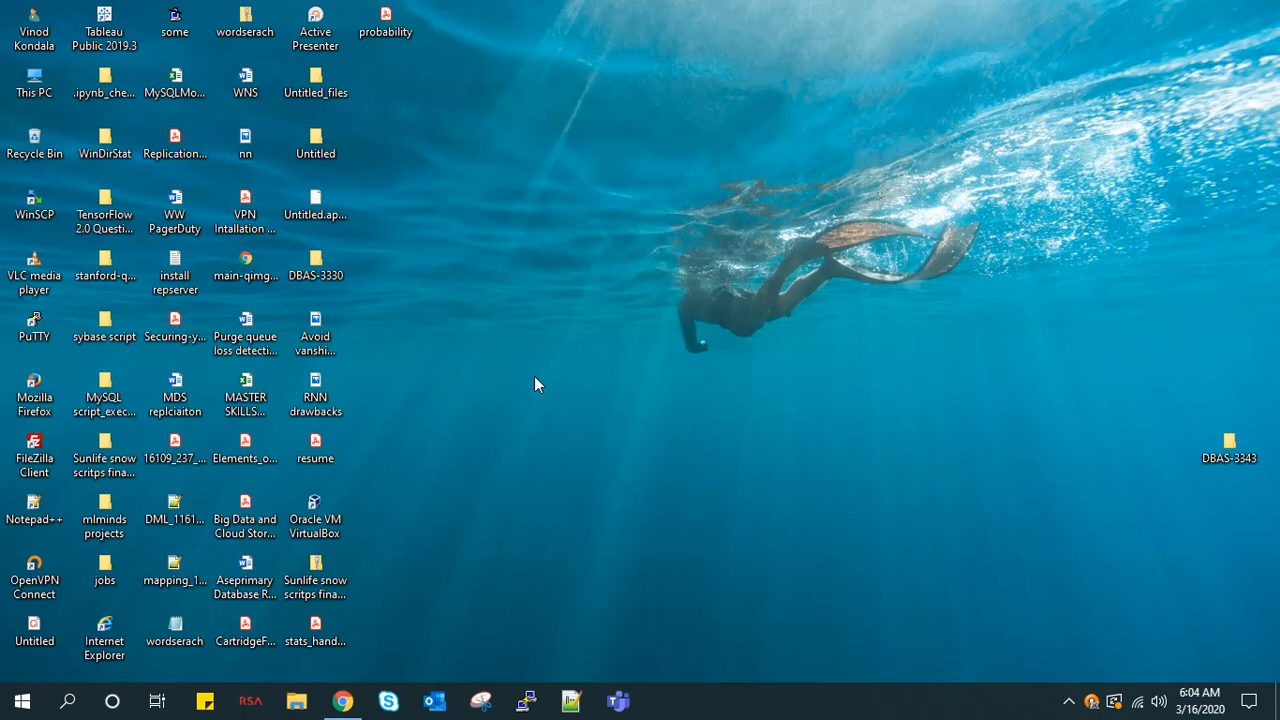 Vinod
Kondala
Tableau
Public 2019.3
some
wordserach
Active
Presenter
probability
This PC
.ipynb_che...
MySQLMo...
WNS
Untitled_files
Recycle Bin
WinDirStat
Replication...
nn
Untitled
WinSCP
TensorFlow
2.0 Questi...
WW
PagerDuty
VPN
Intallation ...
Untitled.ap...
VLC media
player
stanford-q...
install
repserver
main-qimg...
DBAS-3330
PuTTY
sybase script
Securing-y...
Purge queue
loss detecti...
Avoid
vanshi...
Mozilla
Firefox
MySQL
script_exec...
MDS
replciaiton
MASTER
SKILLS...
RNN
drawbacks
FileZilla
Client
Sunlife snow
scritps fina...
16109_237_...
Elements_o...
resume
DBAS-3343
Notepad++
mlminds
projects
DML_1161...
Big Data and
Cloud Stor...
Oracle VM
VirtualBox
OpenVPN
Connect
jobs
mapping_1...
Aseprimary
Database R...
Sunlife snow
scritps fina...
Untitled
Internet
Explorer
wordserach
CartridgeF...
stats_hand...
RSA
6:04 AM
3/16/2020